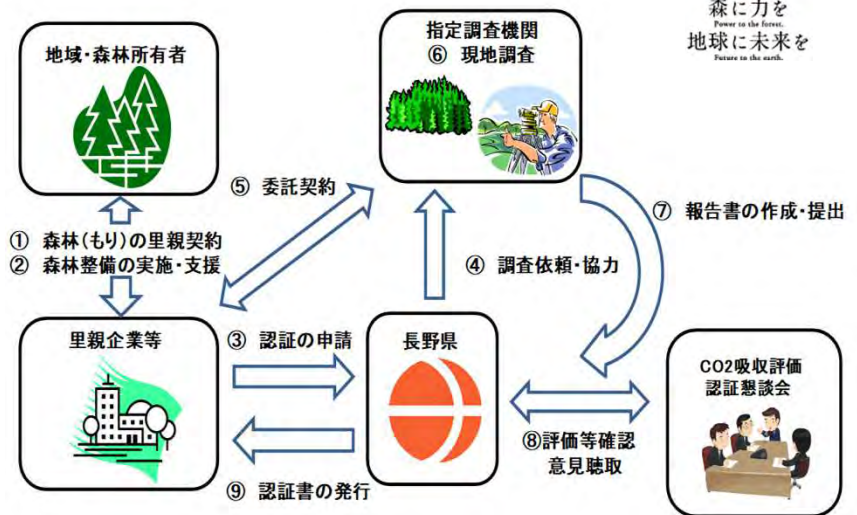 森に力を
Power to the forest.
地球に未来を
Future to the earth.
地域・森林所有者
指定調査機関
⑥ 現地調査
⑤ 委託契約
⑦ 報告書の作成・提出
① 森林(もり)の里親契約
② 森林整備の実施・支援
④ 調査依頼・協力
里親企業等
③ 認証の申請
長野県
CO2吸収評価
認証懇談会
⑧評価等確認
意見聴取
⑨ 認証書の発行